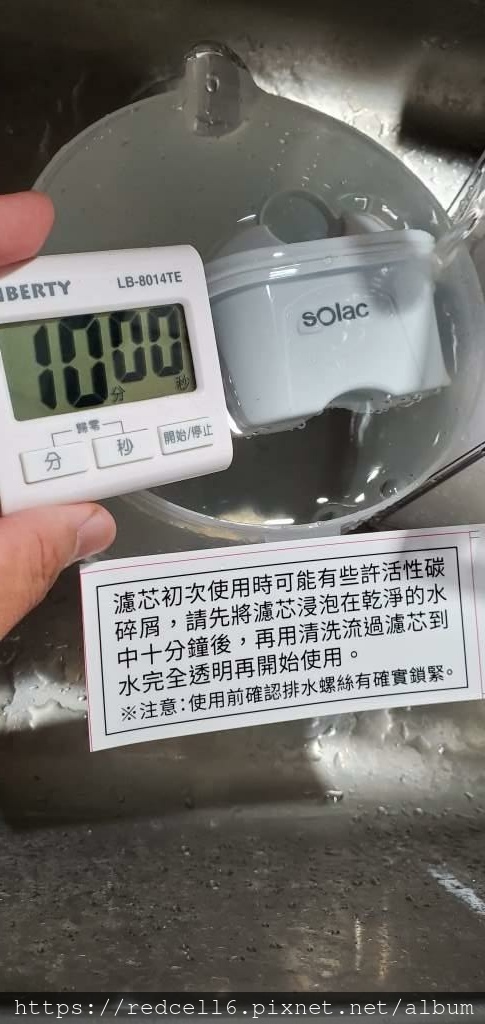 IBERTY
LB-8014TE
10 00
分 秒
歸零
分 秒 開始/停止
solac
濾芯初次使用時可能有些許活性碳
碎屑，請先將濾芯浸泡在乾淨的水
中十分鐘後，再用清洗流過濾芯到
水完全透明再開始使用。
※注意:使用前確認排水螺絲有確實鎖緊。
https://redcell6.pixnet.net/album